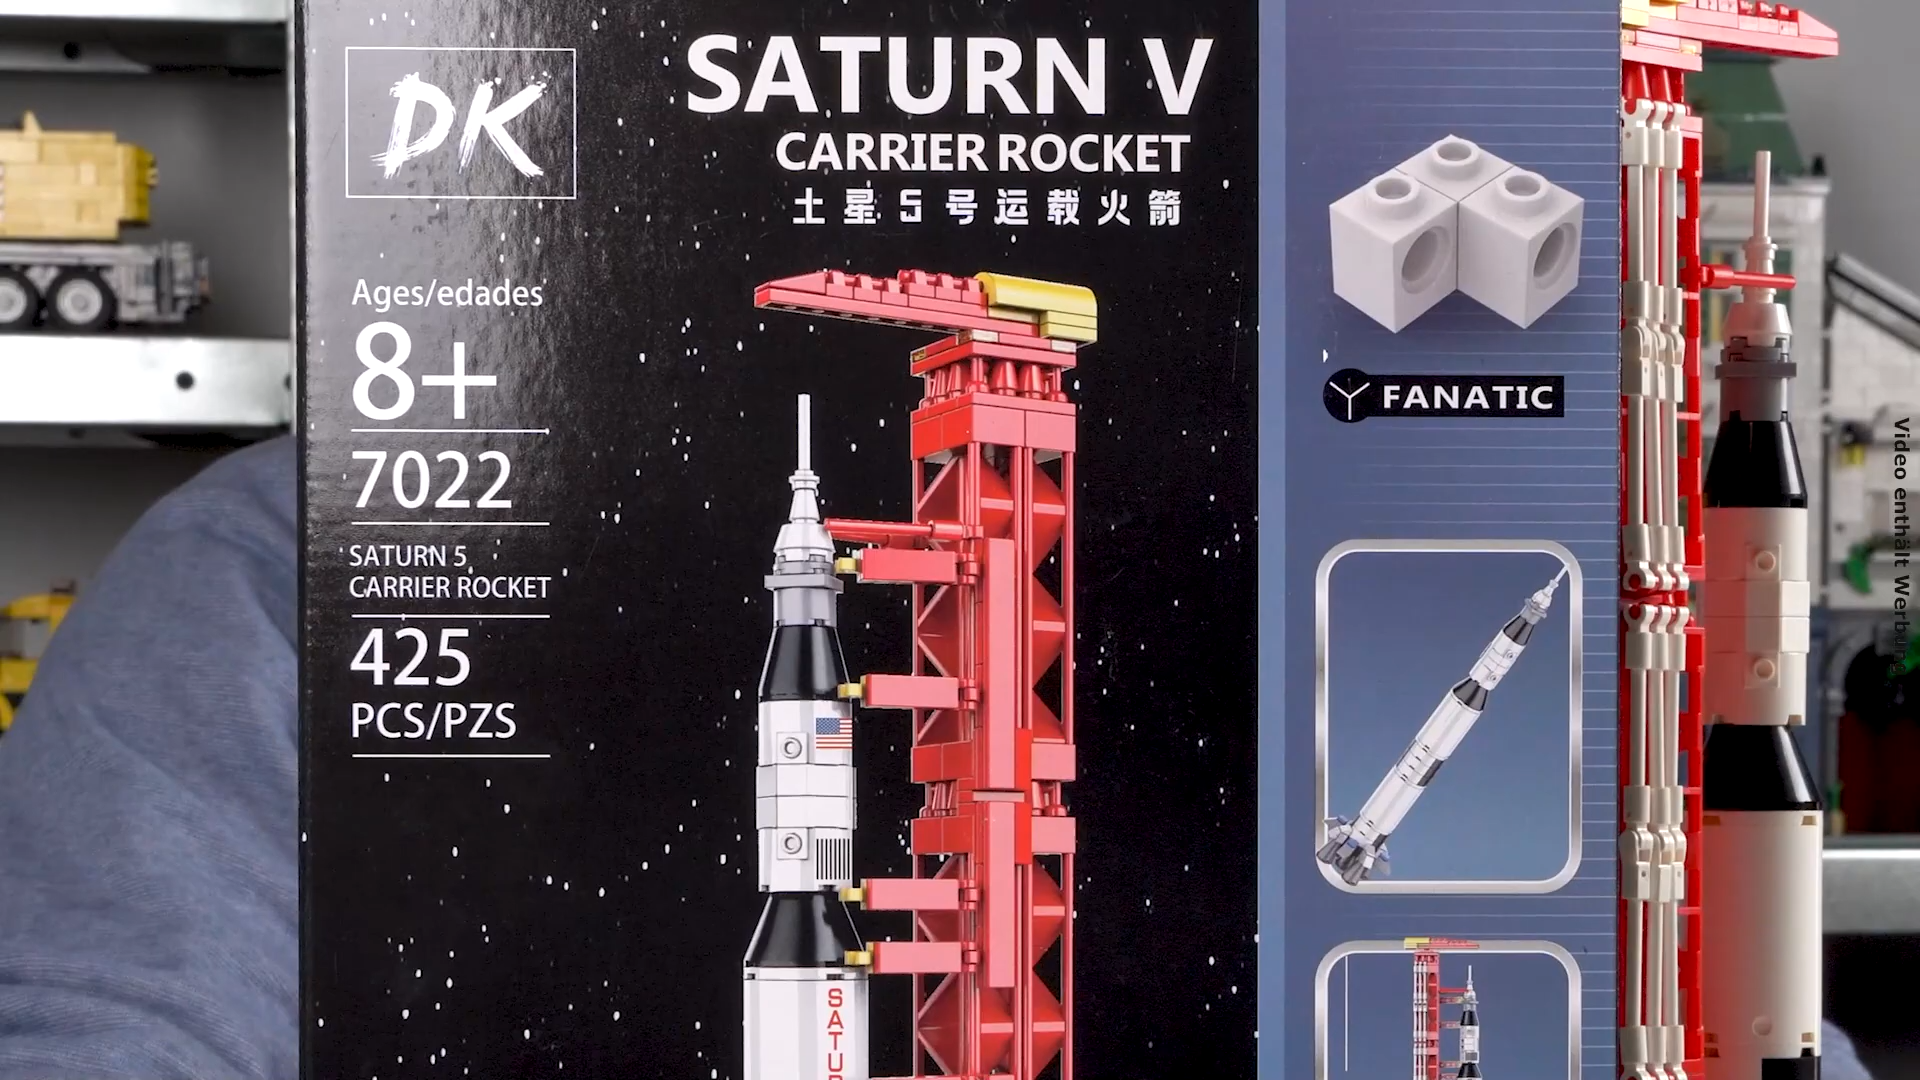 DK
SATURN V
CARRIER ROCKET
土星5号运载火箭
Ages/edades
8+
7022
SATURN 5
CARRIER ROCKET
425
PCS/PZS
FANATIC
SATUR
Video enthält Werbung